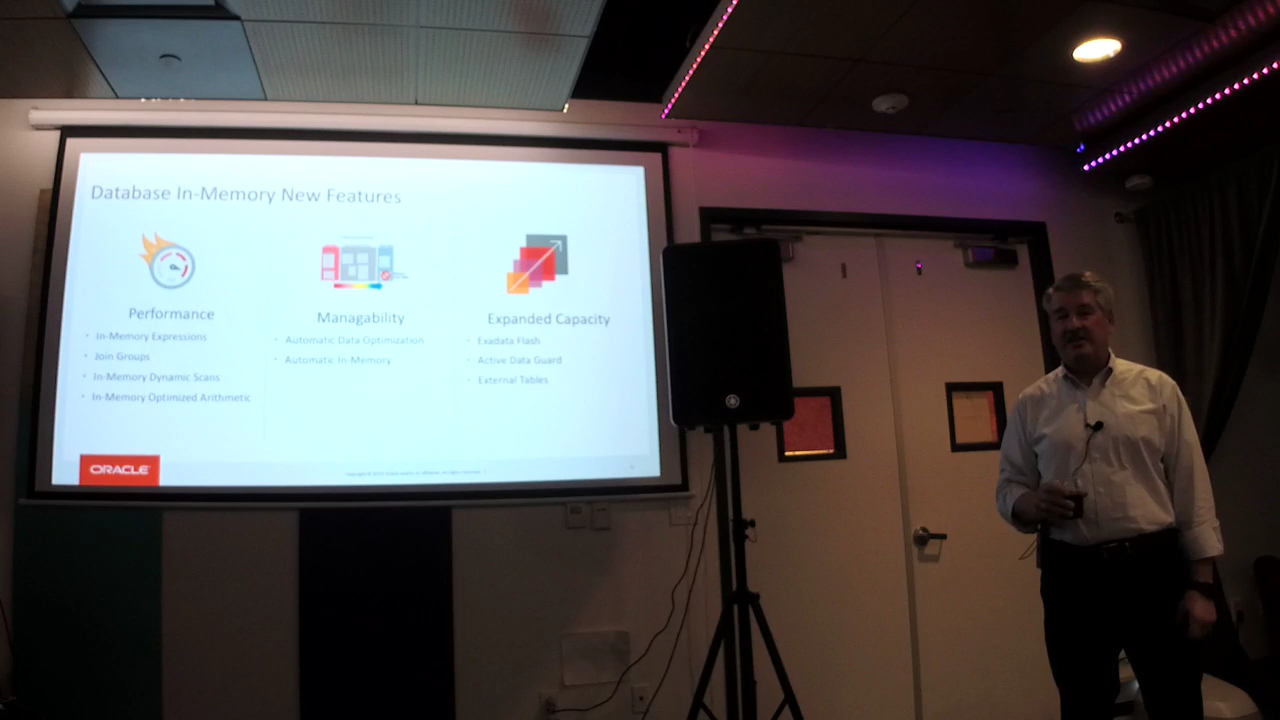 Database In-Memory New Features
Performance
In-Memory Expressions
Join Groups
In-Memory Dynamic Scans
In-Memory Optimized Arithmetic
Managability
Automatic Data Optimization
Automatic In-Memory
Expanded Capacity
Exadata Flash
Active Data Guard
External Tables
ORACLE